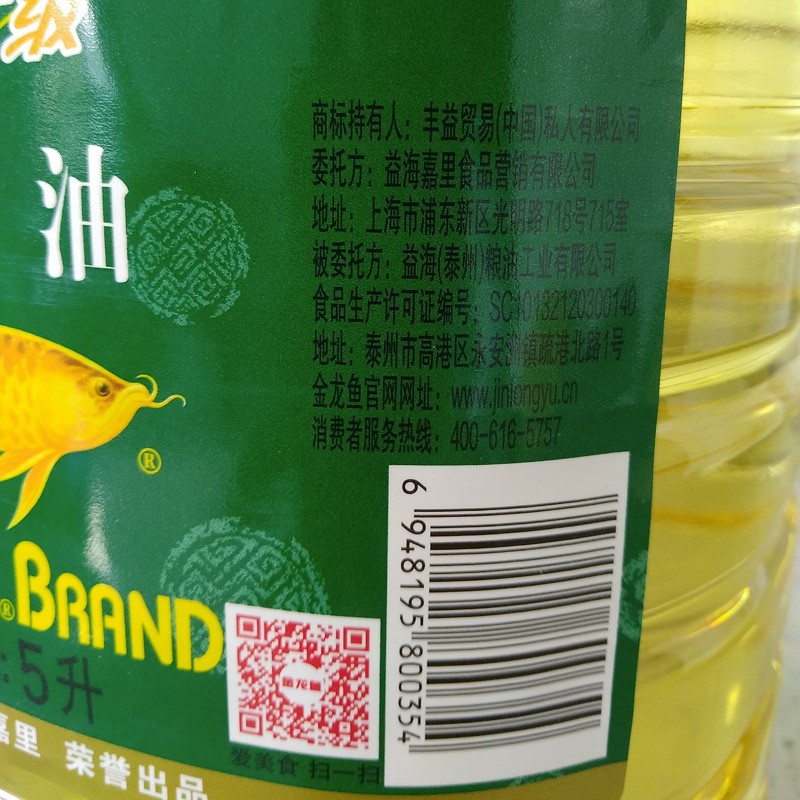 级
油
商标持有人：丰益贸易(中国)私人有限公司
委托方：益海嘉里食品营销有限公司
地址：上海市浦东新区光明路718号715室
被委托方：益海(泰州)粮油工业有限公司
食品生产许可证编号：SC10132120300140
地址：泰州市高港区永安洲镇疏港北路1号
金龙鱼官网网址：www.jinlongyu.cn
消费者服务热线：400-616-5757
®
® BRAND
: 5升
嘉里 荣誉出品
金龙鱼
爱美食 扫一扫
6 948195 800354